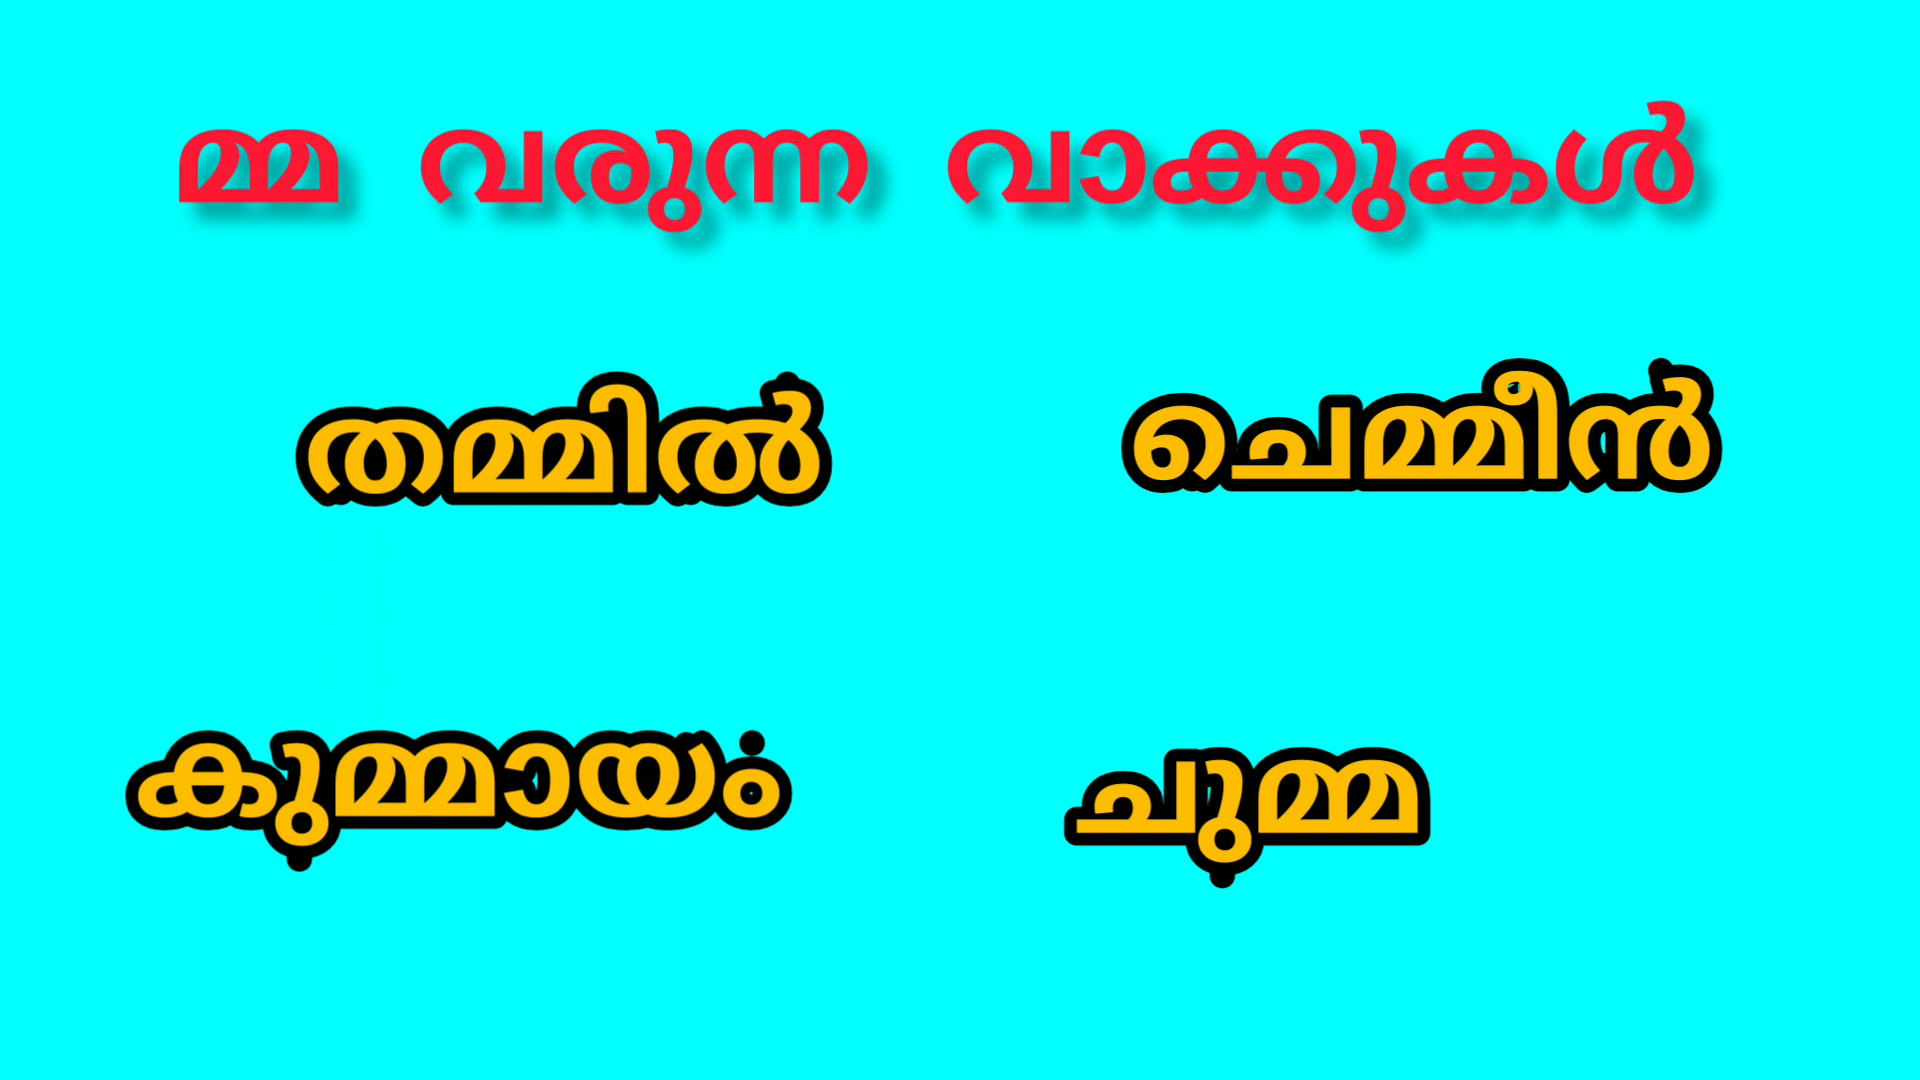 മ്മ വരുന്ന വാക്കുകൾ
തമ്മിൽ ചെമ്മീൻ
കുമ്മായം ചുമ്മ